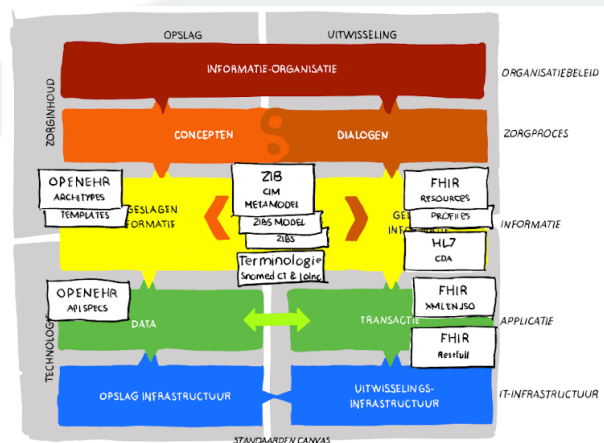 OPSLAG
UITWISSELING
ZORGINHOUD
INFORMATIE-ORGANISATIE
ORGANISATIEBELEID
CONCEPTEN
DIALOGEN
ZORGPROCES
OPENEHR
ARCHITYPES
TEMPLATES
GESLAGEN
FORMATIE
ZIB
CIM
METAMODEL
ZIBS MODEL
ZIBS
Terminologie
Snomed CT & Loinc
FHIR
RESOURCES
PROFILES
HL7
CDA
INFORMATIE
TECHNOLOGIE
OPENEHR
API SPECS
DATA
TRANSACTIE
FHIR
XML EN JSO
FHIR
Restfull
APPLICATIE
OPSLAG INFRASTRUCTUUR
UITWISSELINGS-
INFRASTRUCTUUR
IT-INFRASTRUCTUUR
STANDAARDEN CANVAS